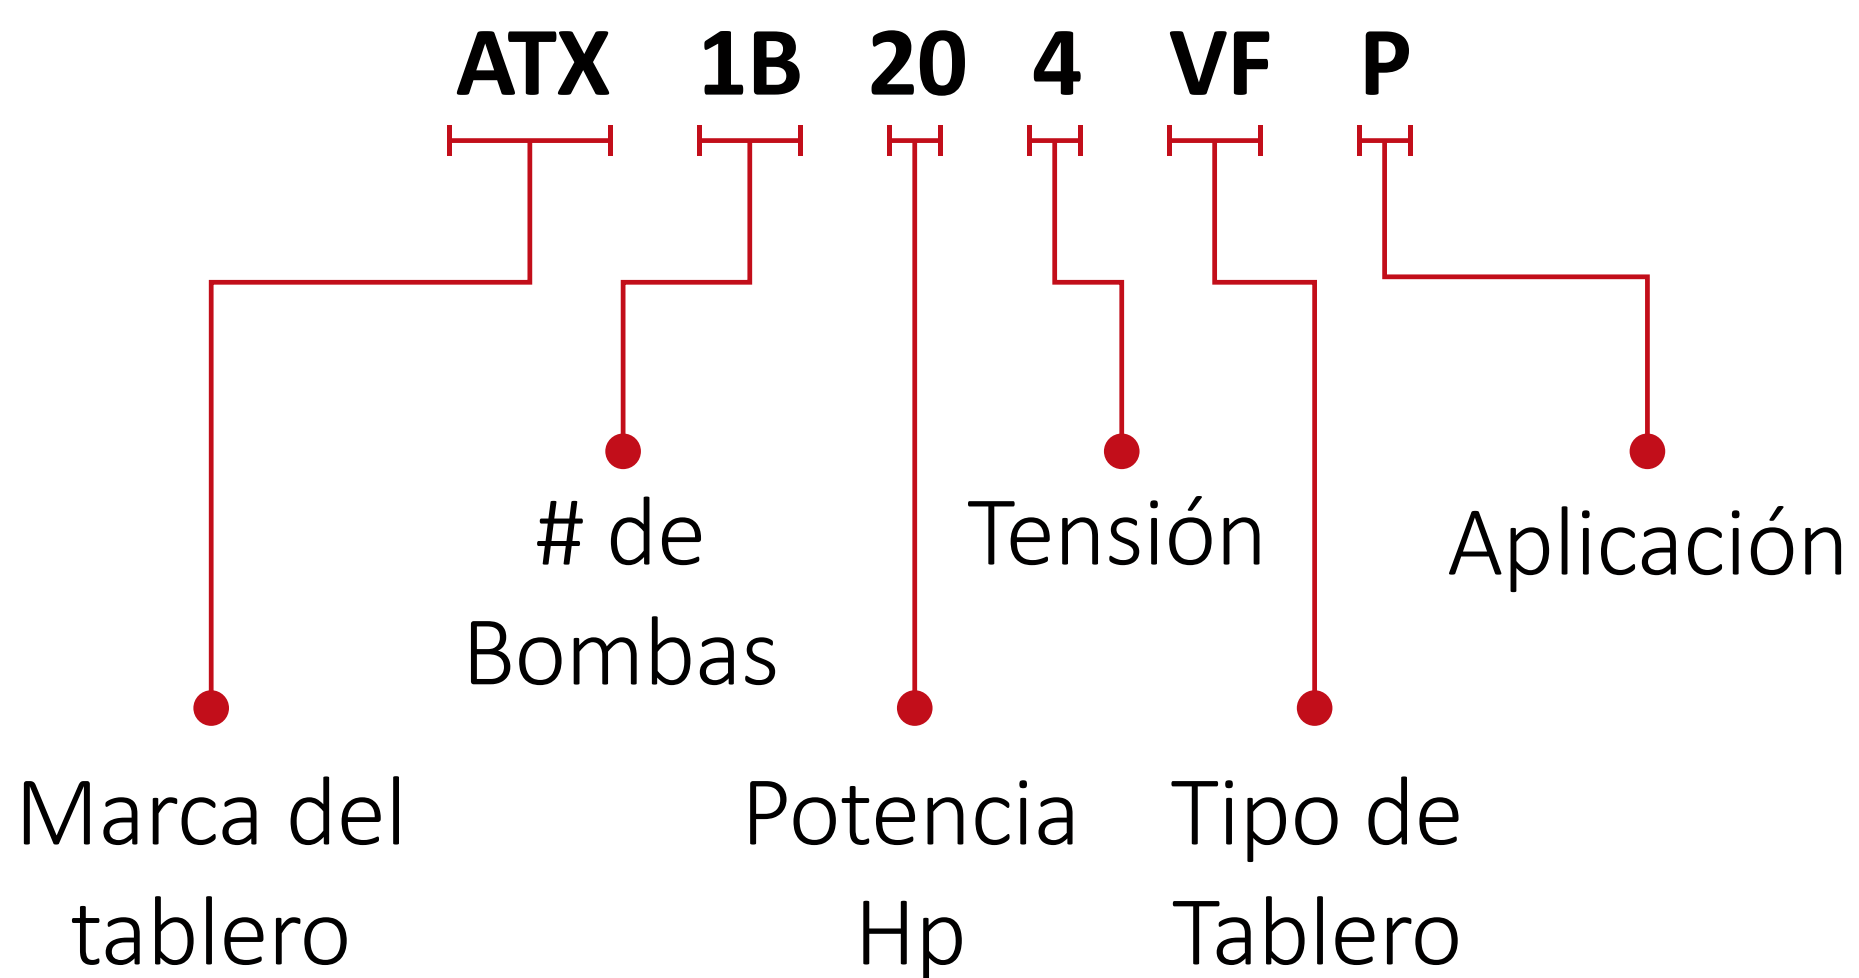 ATX 1B 20 4 VF P
# de
Bombas
Tensión
Aplicación
Marca del
tablero
Potencia
Hp
Tipo de
Tablero